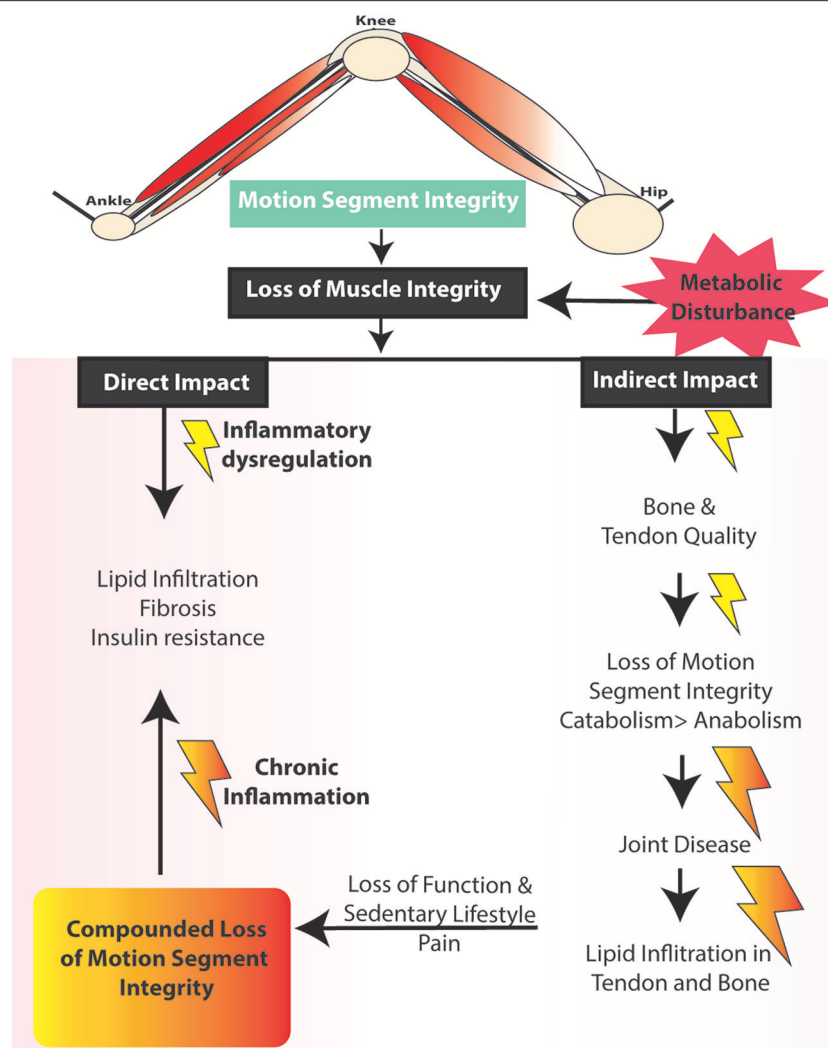 Knee
Ankle
Hip
Motion Segment Integrity
Loss of Muscle Integrity
Metabolic
Disturbance
Direct Impact
Inflammatory
dysregulation
Lipid Infiltration
Fibrosis
Insulin resistance
Chronic
Inflammation
Compounded Loss
of Motion Segment
Integrity
Indirect Impact
Bone &
Tendon Quality
Loss of Motion
Segment Integrity
Catabolism> Anabolism
Joint Disease
Lipid Inflitration in
Tendon and Bone
Loss of Function &
Sedentary Lifestyle
Pain